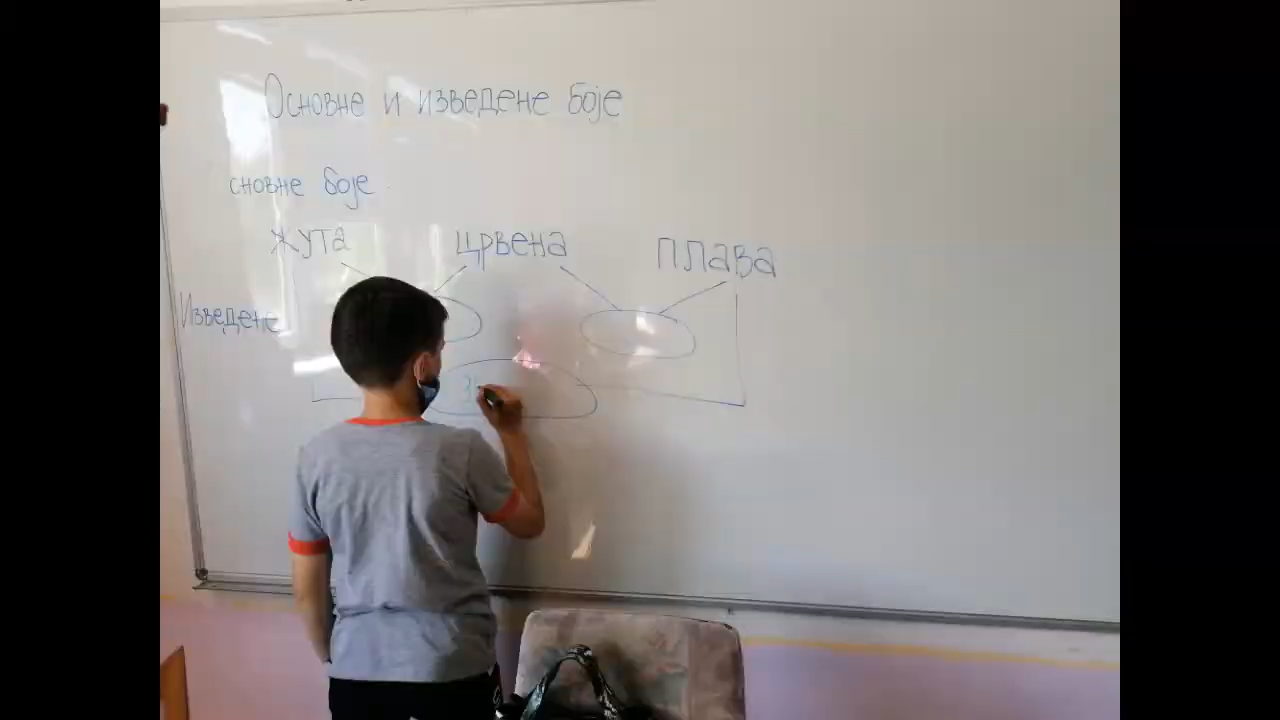 Основне и изведене боје
сновне боје
жута црвена плава
Изведене